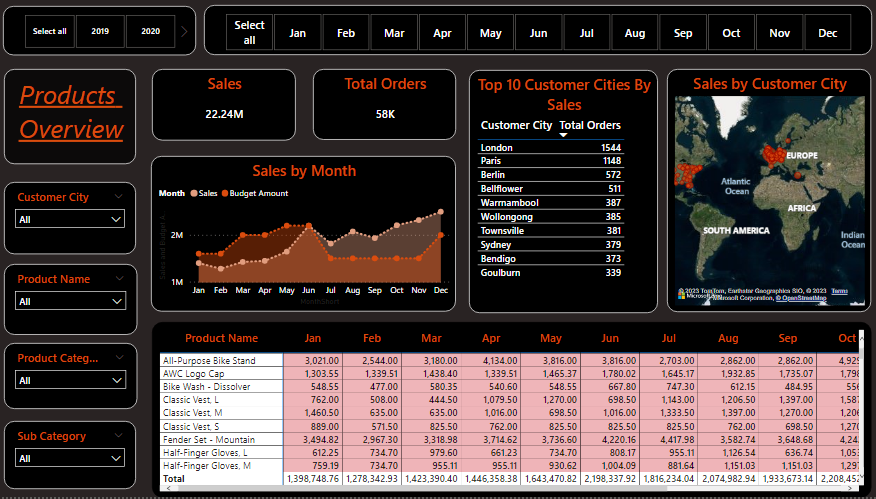 Select all
2019
2020
Select all
Jan
Feb
Mar
Apr
May
Jun
Jul
Aug
Sep
Oct
Nov
Dec
Products
Overview
Sales
22.24M
Total Orders
58K
Top 10 Customer Cities By
Sales
Customer City Total Orders
London 1544
Paris 1148
Berlin 572
Bellflower 511
Warrnambool 387
Wollongong 385
Townsville 381
Sydney 379
Bendigo 373
Goulburn 339
Sales by Customer City
EUROPE
Atlantic
Ocean
AFRICA
SOUTH AMERICA
Indian
Ocean
© 2023 TomTom, Earthstar Geographics SIO, © 2023 Terms
Microsoft Corporation, © OpenStreetMap
Sales by Month
Month Sales Budget Amount
2M
1M
Jan Feb Mar Apr May Jun Jul Aug Sep Oct Nov Dec
MonthShort
Customer City
All
Product Name
All
Product Categ...
All
Sub Category
All
Product Name Jan Feb Mar Apr May Jun Jul Aug Sep Oct
All-Purpose Bike Stand 3,021.00 2,544.00 3,180.00 4,134.00 3,816.00 3,816.00 2,703.00 2,862.00 2,862.00 4,929
AWC Logo Cap 1,303.55 1,339.51 1,438.40 1,339.51 1,465.37 1,780.02 1,645.17 1,932.85 1,735.07 1,798
Bike Wash - Dissolver 548.55 477.00 580.35 540.60 548.55 667.80 747.30 612.15 484.95 556
Classic Vest, L 762.00 508.00 444.50 1,079.50 1,270.00 698.50 1,143.00 1,206.50 1,397.00 1,587
Classic Vest, M 1,460.50 635.00 635.00 1,016.00 698.50 1,016.00 1,333.50 1,397.00 1,270.00 1,206
Classic Vest, S 889.00 571.50 825.50 762.00 825.50 825.50 825.50 762.00 698.50 1,270
Fender Set - Mountain 3,494.82 2,967.30 3,318.98 3,714.62 3,736.60 4,220.16 4,417.98 3,582.74 3,648.68 4,24
Half-Finger Gloves, L 612.25 734.70 979.60 661.23 734.70 808.17 955.11 1,126.54 636.74 1,053
Half-Finger Gloves, M 759.19 734.70 955.11 955.11 930.62 1,004.09 881.64 1,151.03 1,151.03 1,297
Total 1,398,748.76 1,278,342.93 1,423,390.40 1,446,358.38 1,643,470.82 2,198,337.92 1,816,234.04 2,074,982.94 1,933,673.14 2,208,452